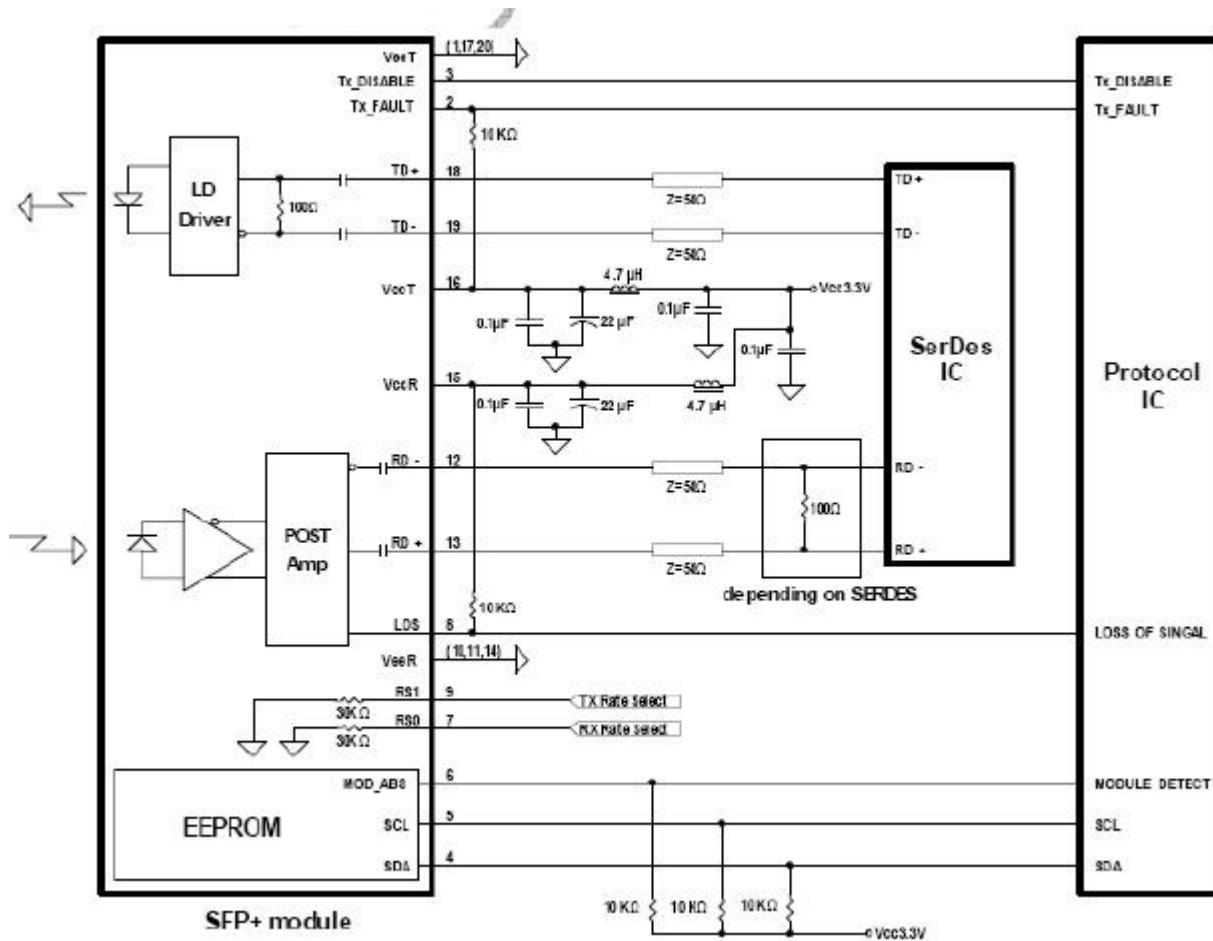 VeeT
(1,17,20)
Tx_DISABLE
3
Tx_DISABLE
Tx_FAULT
2
Tx_FAULT
10 KΩ
LD
Driver
100Ω
TD+
18
Z=50Ω
TD +
TD-
19
Z=50Ω
TD -
VccT
16
4.7 µH
Vcc3.3V
0.1µF
22 µF
0.1µF
0.1µF
SerDes
IC
Protocol
IC
VccR
15
0.1µF
22 µF
4.7 µH
RD -
12
Z=50Ω
RD -
100Ω
POST
Amp
RD +
13
Z=50Ω
RD +
depending on SERDES
10 KΩ
LOS
8
LOSS OF SINGAL
VeeR
(10,11,14)
RS1
9
TX Rate Select
30KΩ
RS0
7
RX Rate Select
30KΩ
EEPROM
MOD_ABS
6
MODULE DETECT
SCL
5
SCL
SDA
4
SDA
10 KΩ
10 KΩ
10 KΩ
Vcc3.3V
SFP+ module